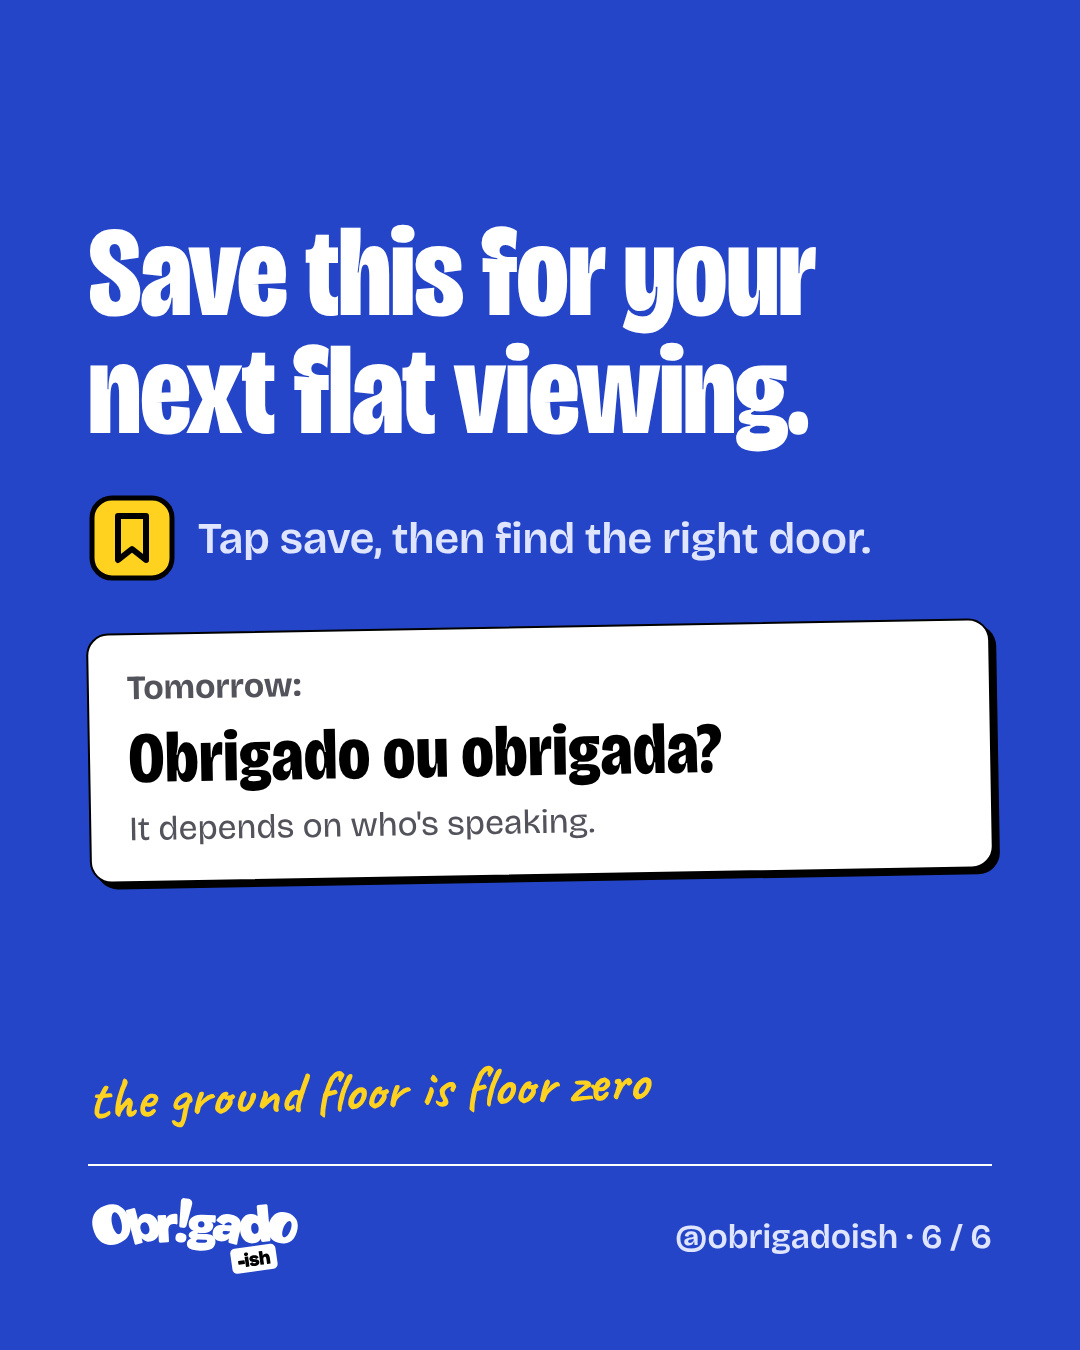 Save this for your
next flat viewing.
Tap save, then find the right door.
Tomorrow:
Obrigado ou obrigada?
It depends on who's speaking.
the ground floor is floor zero
Obr!gado
-ish
@obrigadoish · 6 / 6